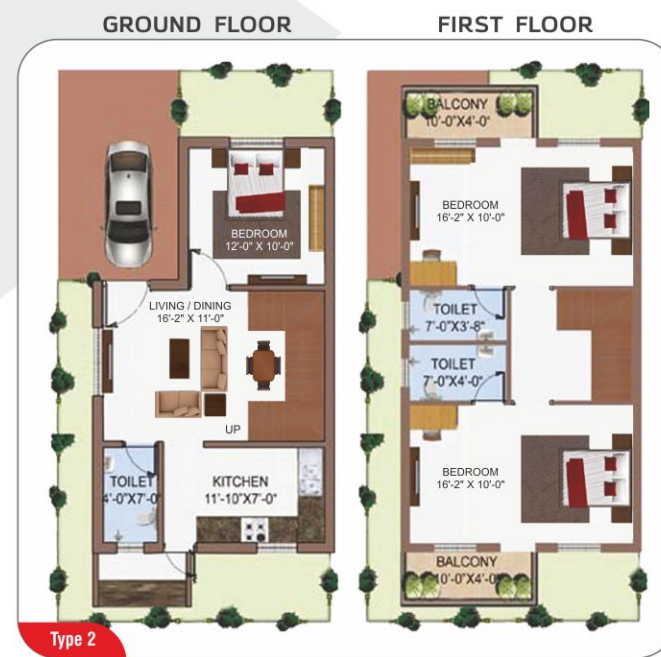 GROUND FLOOR
BEDROOM
12'-0" X 10'-0"
LIVING / DINING
16'-2" X 11'-0"
UP
TOILET
4'-0"X7'-0"
KITCHEN
11'-10"X7'-0"
Type 2
FIRST FLOOR
BALCONY
10'-0"X4'-0"
BEDROOM
16'-2" X 10'-0"
TOILET
7'-0"X3'-8"
TOILET
7'-0"X4'-0"
BEDROOM
16'-2" X 10'-0"
BALCONY
10'-0"X4'-0"